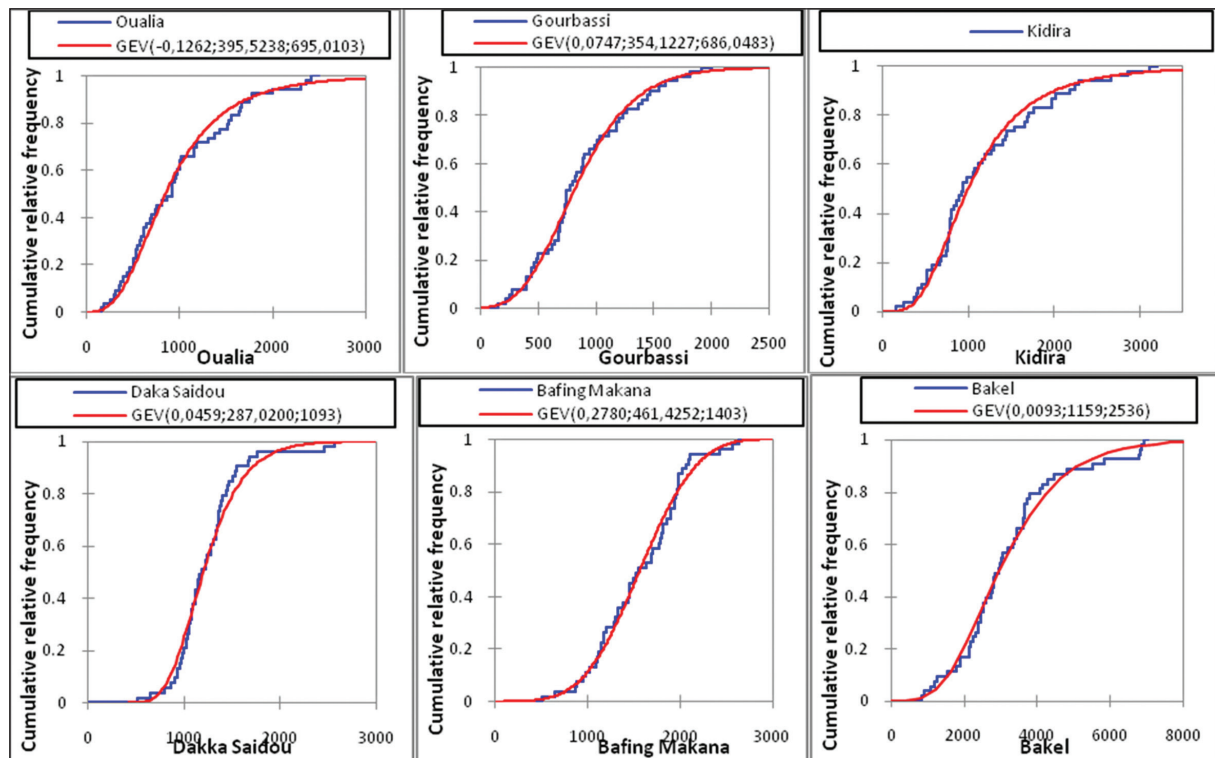 Oualia
GEV(-0,1262;395,5238;695,0103)
Cumulative relative frequency
1
0.8
0.6
0.4
0.2
0
0 1000 2000 3000
Oualia
Gourbassi
GEV(0,0747;354,1227;686,0483)
Cumulative relative frequency
1
0.8
0.6
0.4
0.2
0
0 500 1000 1500 2000 2500
Gourbassi
Kidira
Cumulative relative frequency
1
0.8
0.6
0.4
0.2
0
0 1000 2000 3000
Kidira
Daka Saidou
GEV(0,0459;287,0200;1093)
Cumulative relative frequency
1
0.8
0.6
0.4
0.2
0
0 1000 2000 3000
Dakka Saidou
Bafing Makana
GEV(0,2780;461,4252;1403)
Cumulative relative frequency
1
0.8
0.6
0.4
0.2
0
0 1000 2000 3000
Bafing Makana
Bakel
GEV(0,0093;1159;2536)
Cumulative relative frequency
1
0.8
0.6
0.4
0.2
0
0 2000 4000 6000 8000
Bakel